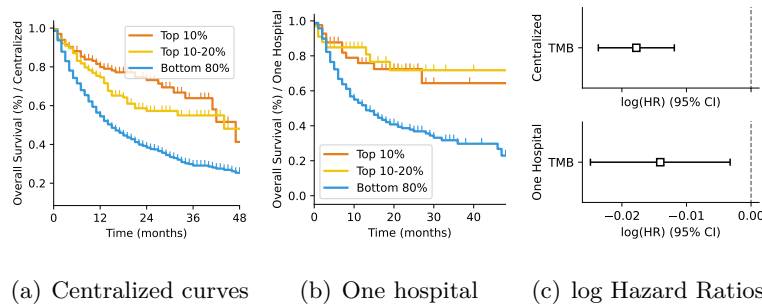 Overall Survival (%) / Centralized
1.0
0.8
0.6
0.4
0.2
Top 10%
Top 10-20%
Bottom 80%
0 12 24 36 48
Time (months)
Overall Survival (%) / One Hospital
1.0
0.8
0.6
0.4
0.2
0.0
Top 10%
Top 10-20%
Bottom 80%
0 10 20 30 40
Time (months)
Centralized
TMB
log(HR) (95% CI)
One Hospital
TMB
−0.02 −0.01 0.00
log(HR) (95% CI)
(a) Centralized curves
(b) One hospital
(c) log Hazard Ratios